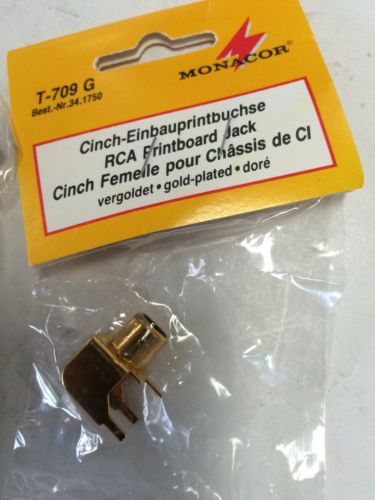 MONACOR®
T-709 G
Best.-Nr.34.1750
Cinch-Einbauprintbuchse
RCA Printboard Jack
Cinch Femelle pour Châssis de CI
vergoldet • gold-plated • doré